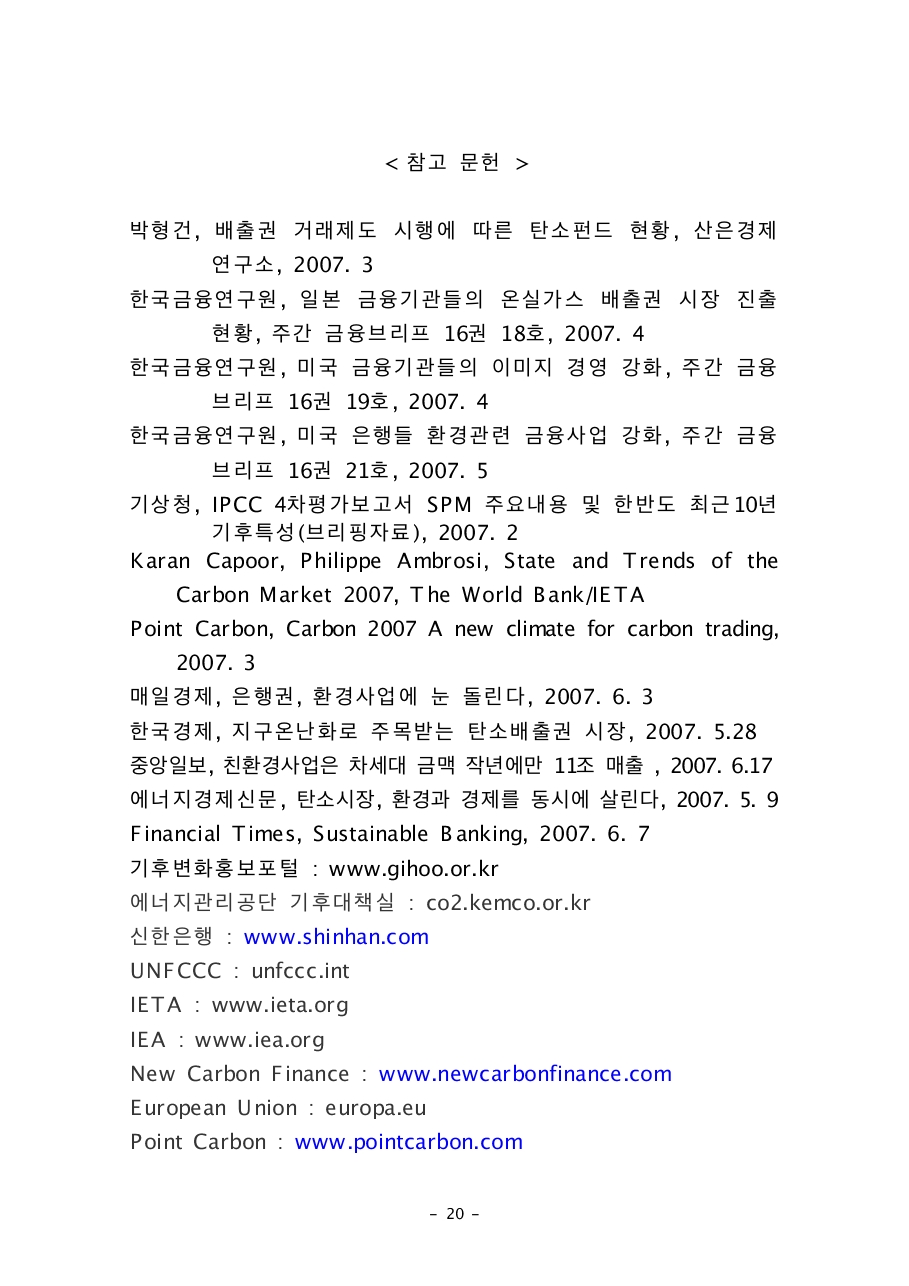 < 참고 문헌 >
박형건, 배출권 거래제도 시행에 따른 탄소펀드 현황, 산은경제
연구소, 2007. 3
한국금융연구원, 일본 금융기관들의 온실가스 배출권 시장 진출
현황, 주간 금융브리프 16권 18호, 2007. 4
한국금융연구원, 미국 금융기관들의 이미지 경영 강화, 주간 금융
브리프 16권 19호, 2007. 4
한국금융연구원, 미국 은행들 환경관련 금융사업 강화, 주간 금융
브리프 16권 21호, 2007. 5
기상청, IPCC 4차평가보고서 SPM 주요내용 및 한반도 최근10년
기후특성(브리핑자료), 2007. 2
Karan Capoor, Philippe Ambrosi, State and Trends of the
Carbon Market 2007, The World Bank/IETA
Point Carbon, Carbon 2007 A new climate for carbon trading,
2007. 3
매일경제, 은행권, 환경사업에 눈 돌린다, 2007. 6. 3
한국경제, 지구온난화로 주목받는 탄소배출권 시장, 2007. 5.28
중앙일보, 친환경사업은 차세대 금맥 작년에만 11조 매출 , 2007. 6.17
에너지경제신문, 탄소시장, 환경과 경제를 동시에 살린다, 2007. 5. 9
Financial Times, Sustainable Banking, 2007. 6. 7
기후변화홍보포털 : www.gihoo.or.kr
에너지관리공단 기후대책실 : co2.kemco.or.kr
신한은행 : www.shinhan.com
UNFCCC : unfccc.int
IETA : www.ieta.org
IEA : www.iea.org
New Carbon Finance : www.newcarbonfinance.com
European Union : europa.eu
Point Carbon : www.pointcarbon.com
- 20 -